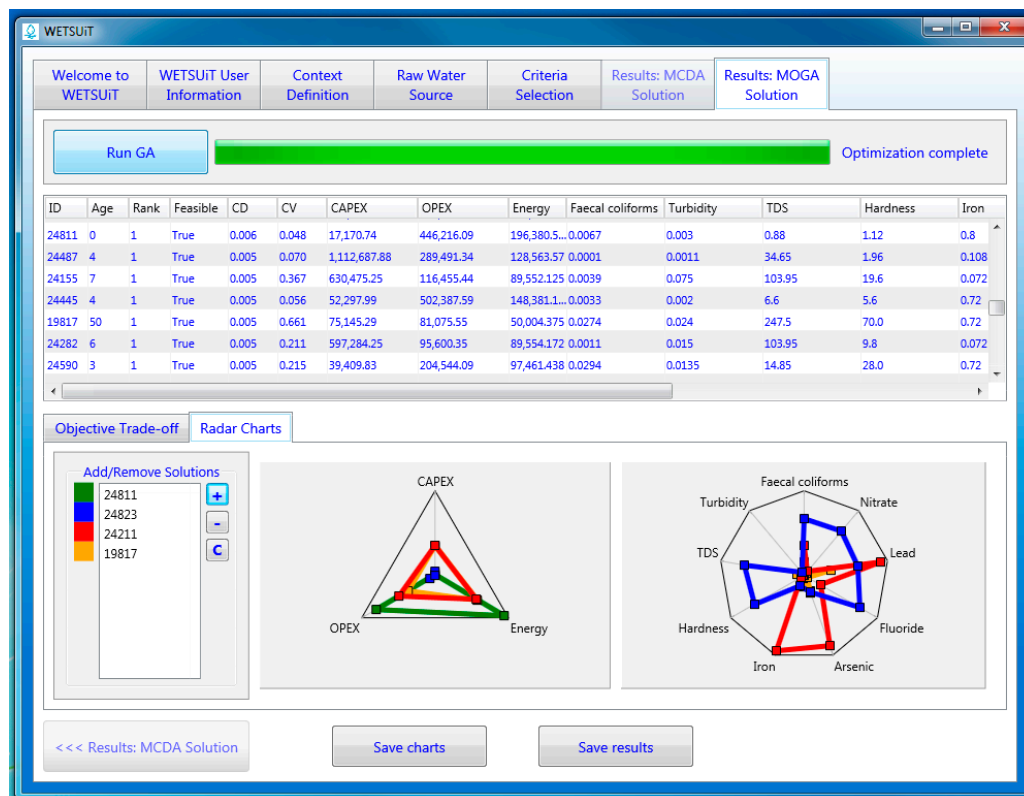 WETSUiT
Welcome to WETSUiT
WETSUiT User Information
Context Definition
Raw Water Source
Criteria Selection
Results: MCDA Solution
Results: MOGA Solution
Run GA
Optimization complete
ID Age Rank Feasible CD CV CAPEX OPEX Energy Faecal coliforms Turbidity TDS Hardness Iron
24811 0 1 True 0.006 0.048 17,170.74 446,216.09 196,380.5... 0.0067 0.003 0.88 1.12 0.8
24487 4 1 True 0.005 0.070 1,112,687.88 289,491.34 128,563.57 0.0001 0.0011 34.65 1.96 0.108
24155 7 1 True 0.005 0.367 630,475.25 116,455.44 89,552.125 0.0039 0.075 103.95 19.6 0.072
24445 4 1 True 0.005 0.056 52,297.99 502,387.59 148,381.1... 0.0033 0.002 6.6 5.6 0.72
19817 50 1 True 0.005 0.661 75,145.29 81,075.55 50,004.375 0.0274 0.024 247.5 70.0 0.72
24282 6 1 True 0.005 0.211 597,284.25 95,600.35 89,554.172 0.0011 0.015 103.95 9.8 0.072
24590 3 1 True 0.005 0.215 39,409.83 204,544.09 97,461.438 0.0294 0.0135 14.85 28.0 0.72
Objective Trade-off
Radar Charts
Add/Remove Solutions
24811
24823
24211
19817
+
-
C
CAPEX
OPEX
Energy
Faecal coliforms
Turbidity
Nitrate
TDS
Lead
Hardness
Fluoride
Iron
Arsenic
<<< Results: MCDA Solution
Save charts
Save results